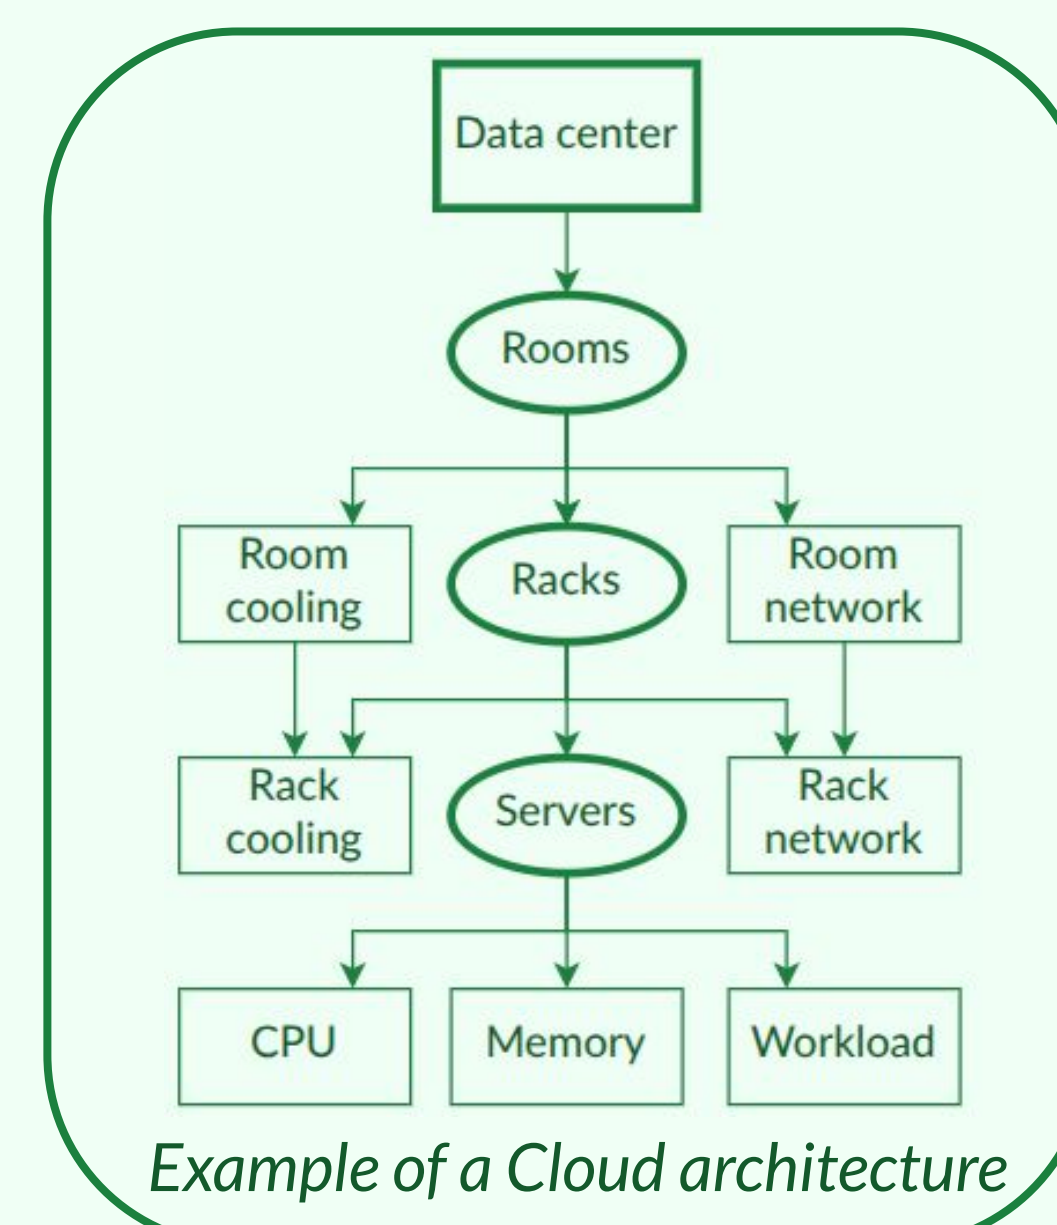 Data center
Rooms
Room
cooling
Racks
Room
network
Rack
cooling
Servers
Rack
network
CPU
Memory
Workload
Example of a Cloud architecture